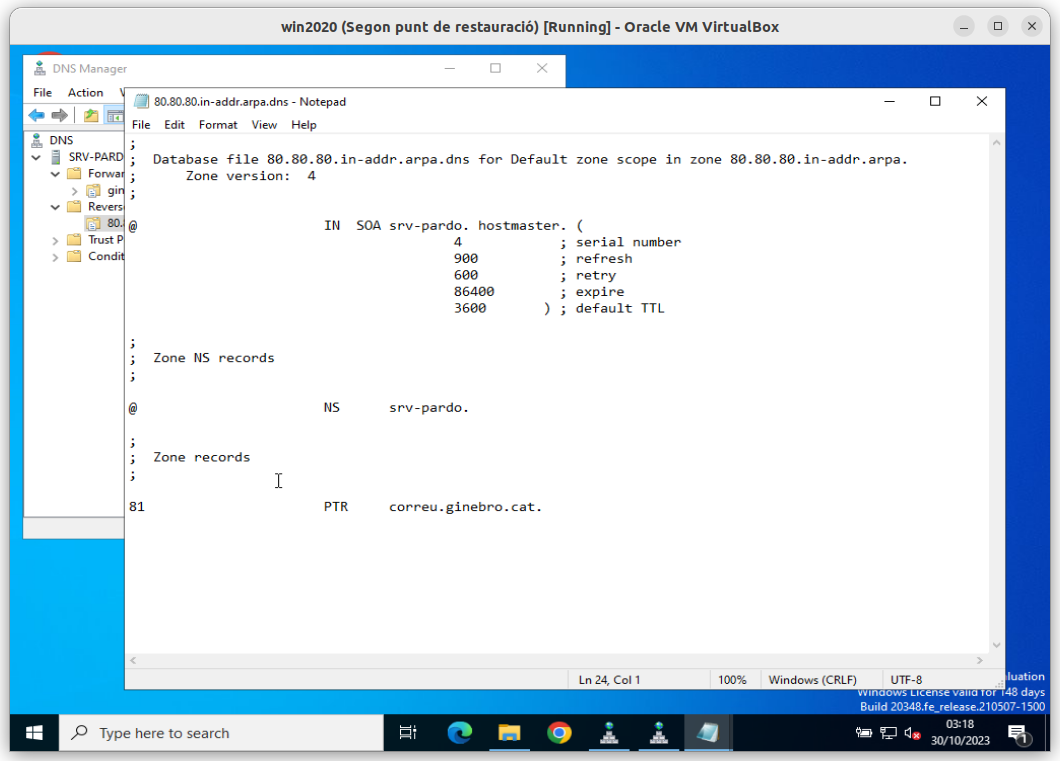 win2020 (Segon punt de restauració) [Running] - Oracle VM VirtualBox
DNS Manager
File Action
DNS
SRV-PARD
Forwar
gin
Revers
80.
Trust P
Condit
80.80.80.in-addr.arpa.dns - Notepad
File Edit Format View Help
;
; Database file 80.80.80.in-addr.arpa.dns for Default zone scope in zone 80.80.80.in-addr.arpa.
; Zone version: 4
;
@ IN SOA srv-pardo. hostmaster. (
4 ; serial number
900 ; refresh
600 ; retry
86400 ; expire
3600 ) ; default TTL
;
; Zone NS records
;
@ NS srv-pardo.
;
; Zone records
;
81 PTR correu.ginebro.cat.
Ln 24, Col 1 100% Windows (CRLF) UTF-8
luation
Windows License valid for 148 days
Build 20348.fe_release.210507-1500
Type here to search
03:18
30/10/2023
1